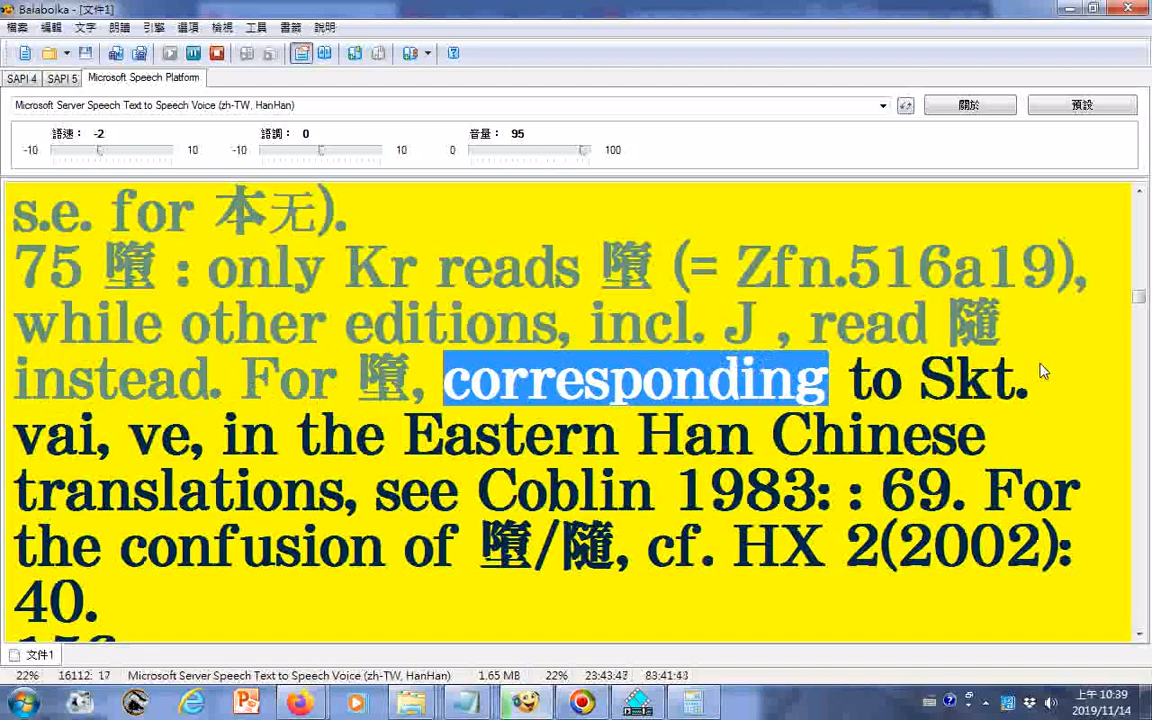 Balabolka - [文件1]
檔案 編輯 文字 朗讀 引擎 選項 檢視 工具 書籤 說明
SAPI 4 SAPI 5 Microsoft Speech Platform
Microsoft Server Speech Text to Speech Voice (zh-TW, HanHan) 關於 預設
語速： -2 語調： 0 音量： 95
-10 10 -10 10 0 100
s.e. for 本无).
75 墮 : only Kr reads 墮 (= Zfn.516a19),
while other editions, incl. J , read 隨
instead. For 墮, corresponding to Skt.
vai, ve, in the Eastern Han Chinese
translations, see Coblin 1983: : 69. For
the confusion of 墮/隨, cf. HX 2(2002):
40.
文件1
22% 16112: 17 Microsoft Server Speech Text to Speech Voice (zh-TW, HanHan) 1.65 MB 22% 23:43:47 83:41:43
上午 10:39
2019/11/14